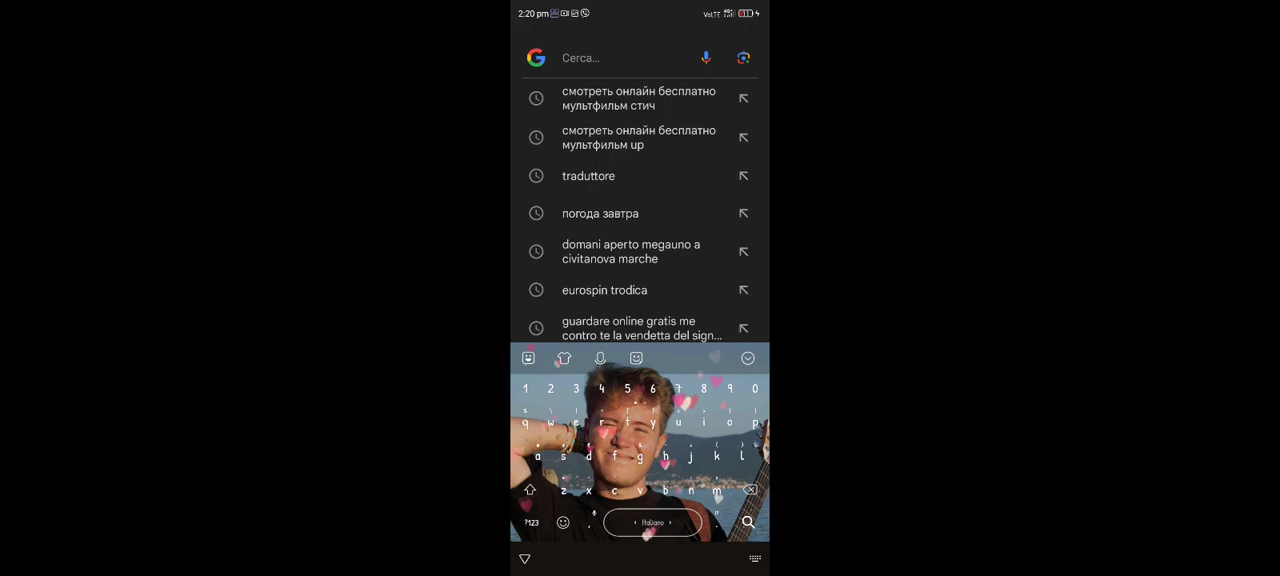 2:20 pm
VoLTE 4G+
Cerca...
смотреть онлайн бесплатно
мультфильм стич
смотреть онлайн бесплатно
мультфильм up
traduttore
погода завтра
domani aperto megauno a
civitanova marche
eurospin trodica
guardare online gratis me
contro te la vendetta del sign...
1 2 3 4 5 6 7 8 9 0
q w e r t y u i o p
a s d f g h j k l
z x c v b n m
?123 , Italiano .